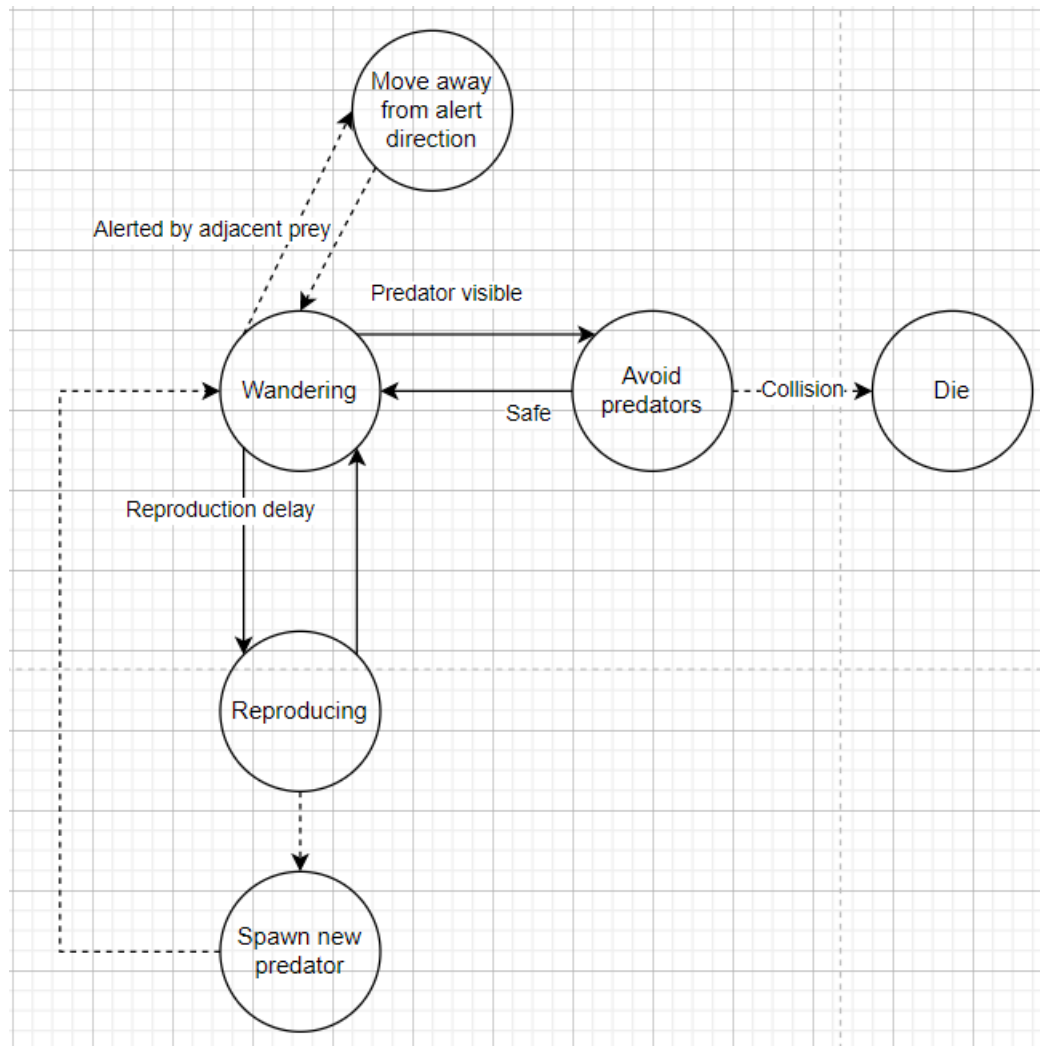 Move away
from alert
direction
Alerted by adjacent prey
Predator visible
Wandering
Avoid
predators
Collision
Die
Safe
Reproduction delay
Reproducing
Spawn new
predator